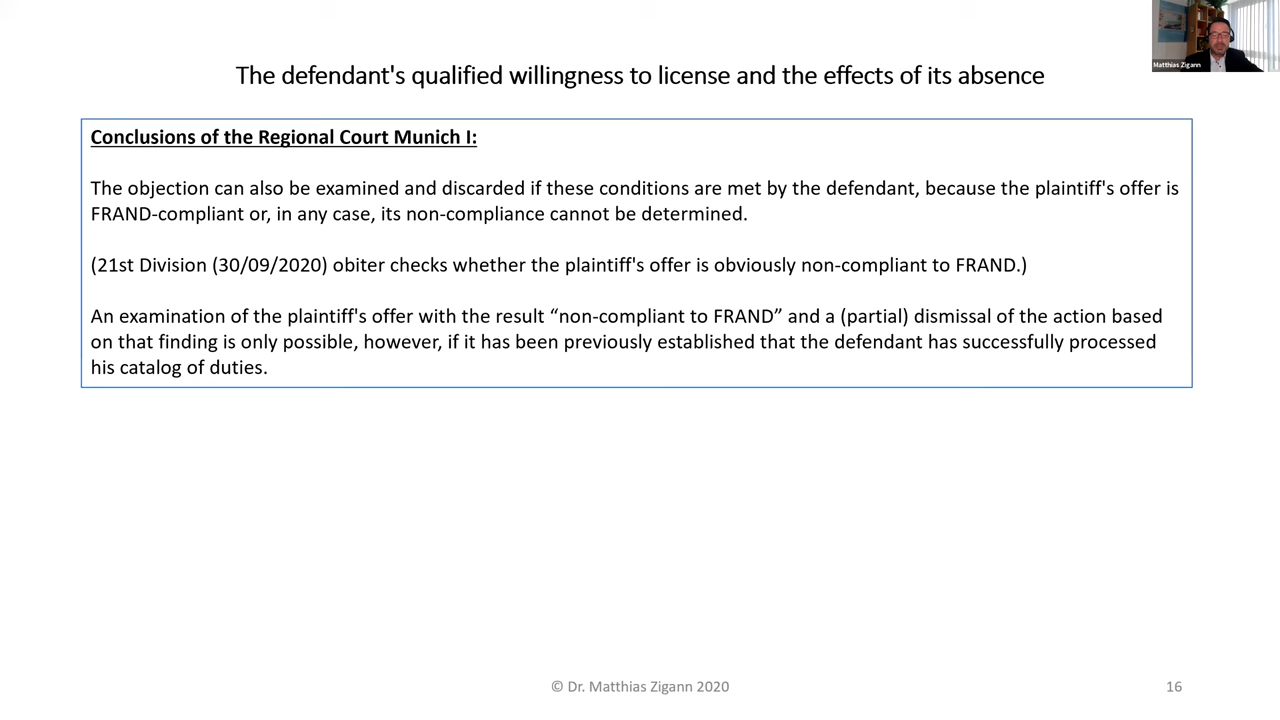 Matthias Zigann
The defendant's qualified willingness to license and the effects of its absence
Conclusions of the Regional Court Munich I:
The objection can also be examined and discarded if these conditions are met by the defendant, because the plaintiff's offer is
FRAND-compliant or, in any case, its non-compliance cannot be determined.
(21st Division (30/09/2020) obiter checks whether the plaintiff's offer is obviously non-compliant to FRAND.)
An examination of the plaintiff's offer with the result “non-compliant to FRAND” and a (partial) dismissal of the action based
on that finding is only possible, however, if it has been previously established that the defendant has successfully processed
his catalog of duties.
© Dr. Matthias Zigann 2020
16